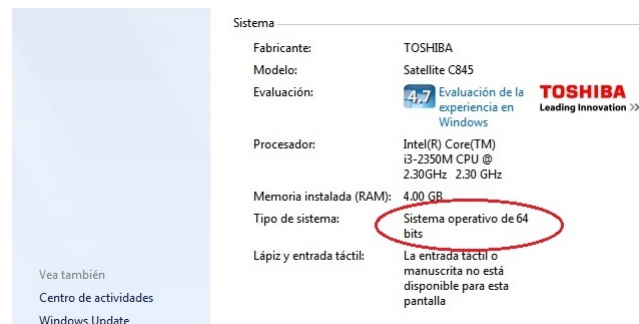 Sistema
Fabricante: TOSHIBA
Modelo: Satellite C845
Evaluación: 4,7 Evaluación de la
experiencia en
Windows
TOSHIBA
Leading Innovation >>>
Procesador: Intel(R) Core(TM)
i3-2350M CPU @
2.30GHz 2.30 GHz
Memoria instalada (RAM): 4.00 GB
Tipo de sistema: Sistema operativo de 64
bits
Lápiz y entrada táctil: La entrada táctil o
manuscrita no está
disponible para esta
pantalla
Vea también
Centro de actividades
Windows Update